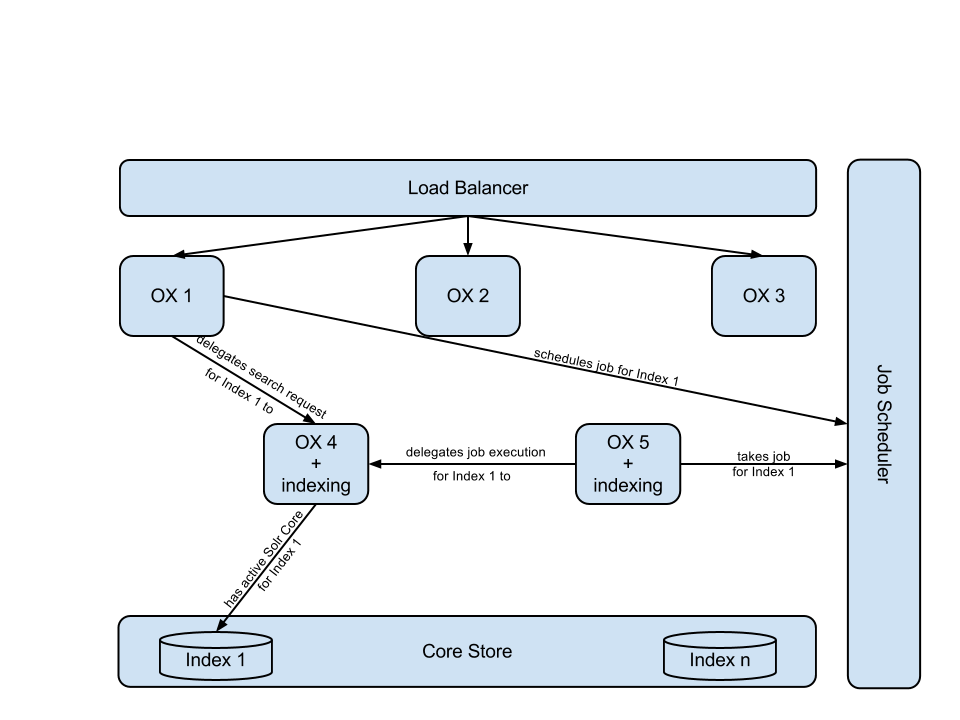 Load Balancer
OX 1
OX 2
OX 3
delegates search request
for Index 1 to
schedules job for Index 1
Job Scheduler
OX 4
+
indexing
delegates job execution
for Index 1 to
OX 5
+
indexing
takes job
for Index 1
has active Solr Core
for Index 1
Core Store
Index 1
Index n